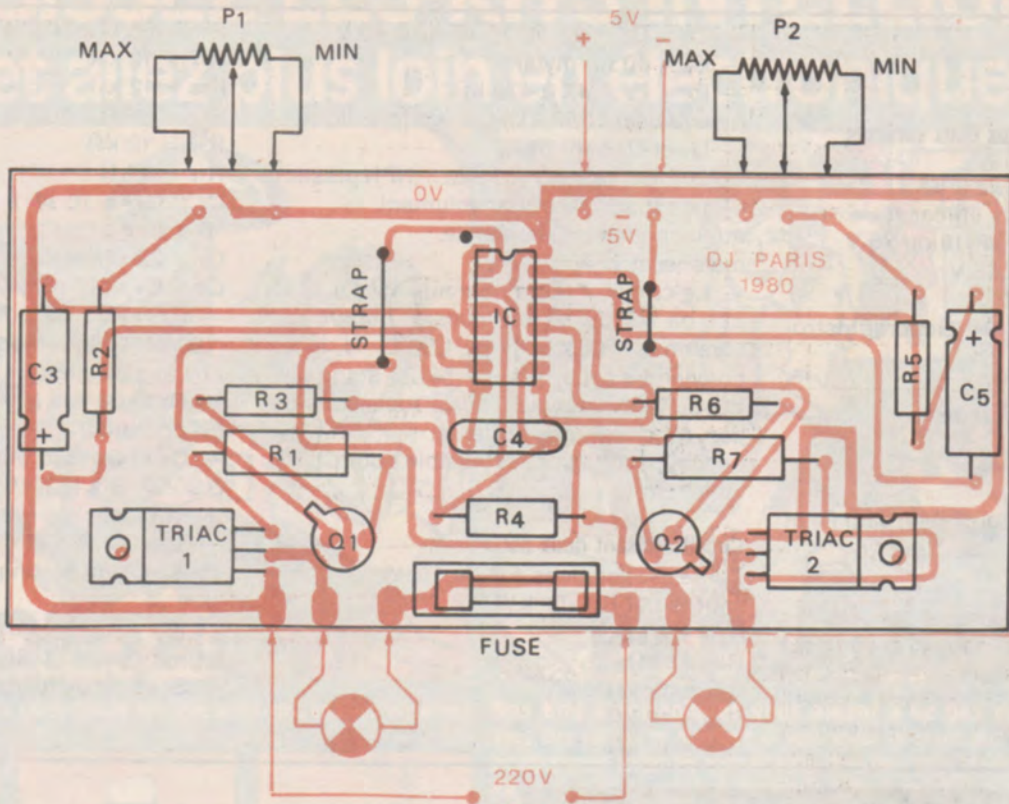 P1
5V
P2
MAX
MIN
+
−
MAX
MIN
0V
−
5V
DJ PARIS
1980
STRAP
IC
STRAP
C3
R2
R5
+
C5
R3
R6
C4
R1
R7
+
R4
TRIAC
1
Q1
Q2
TRIAC
2
FUSE
220V